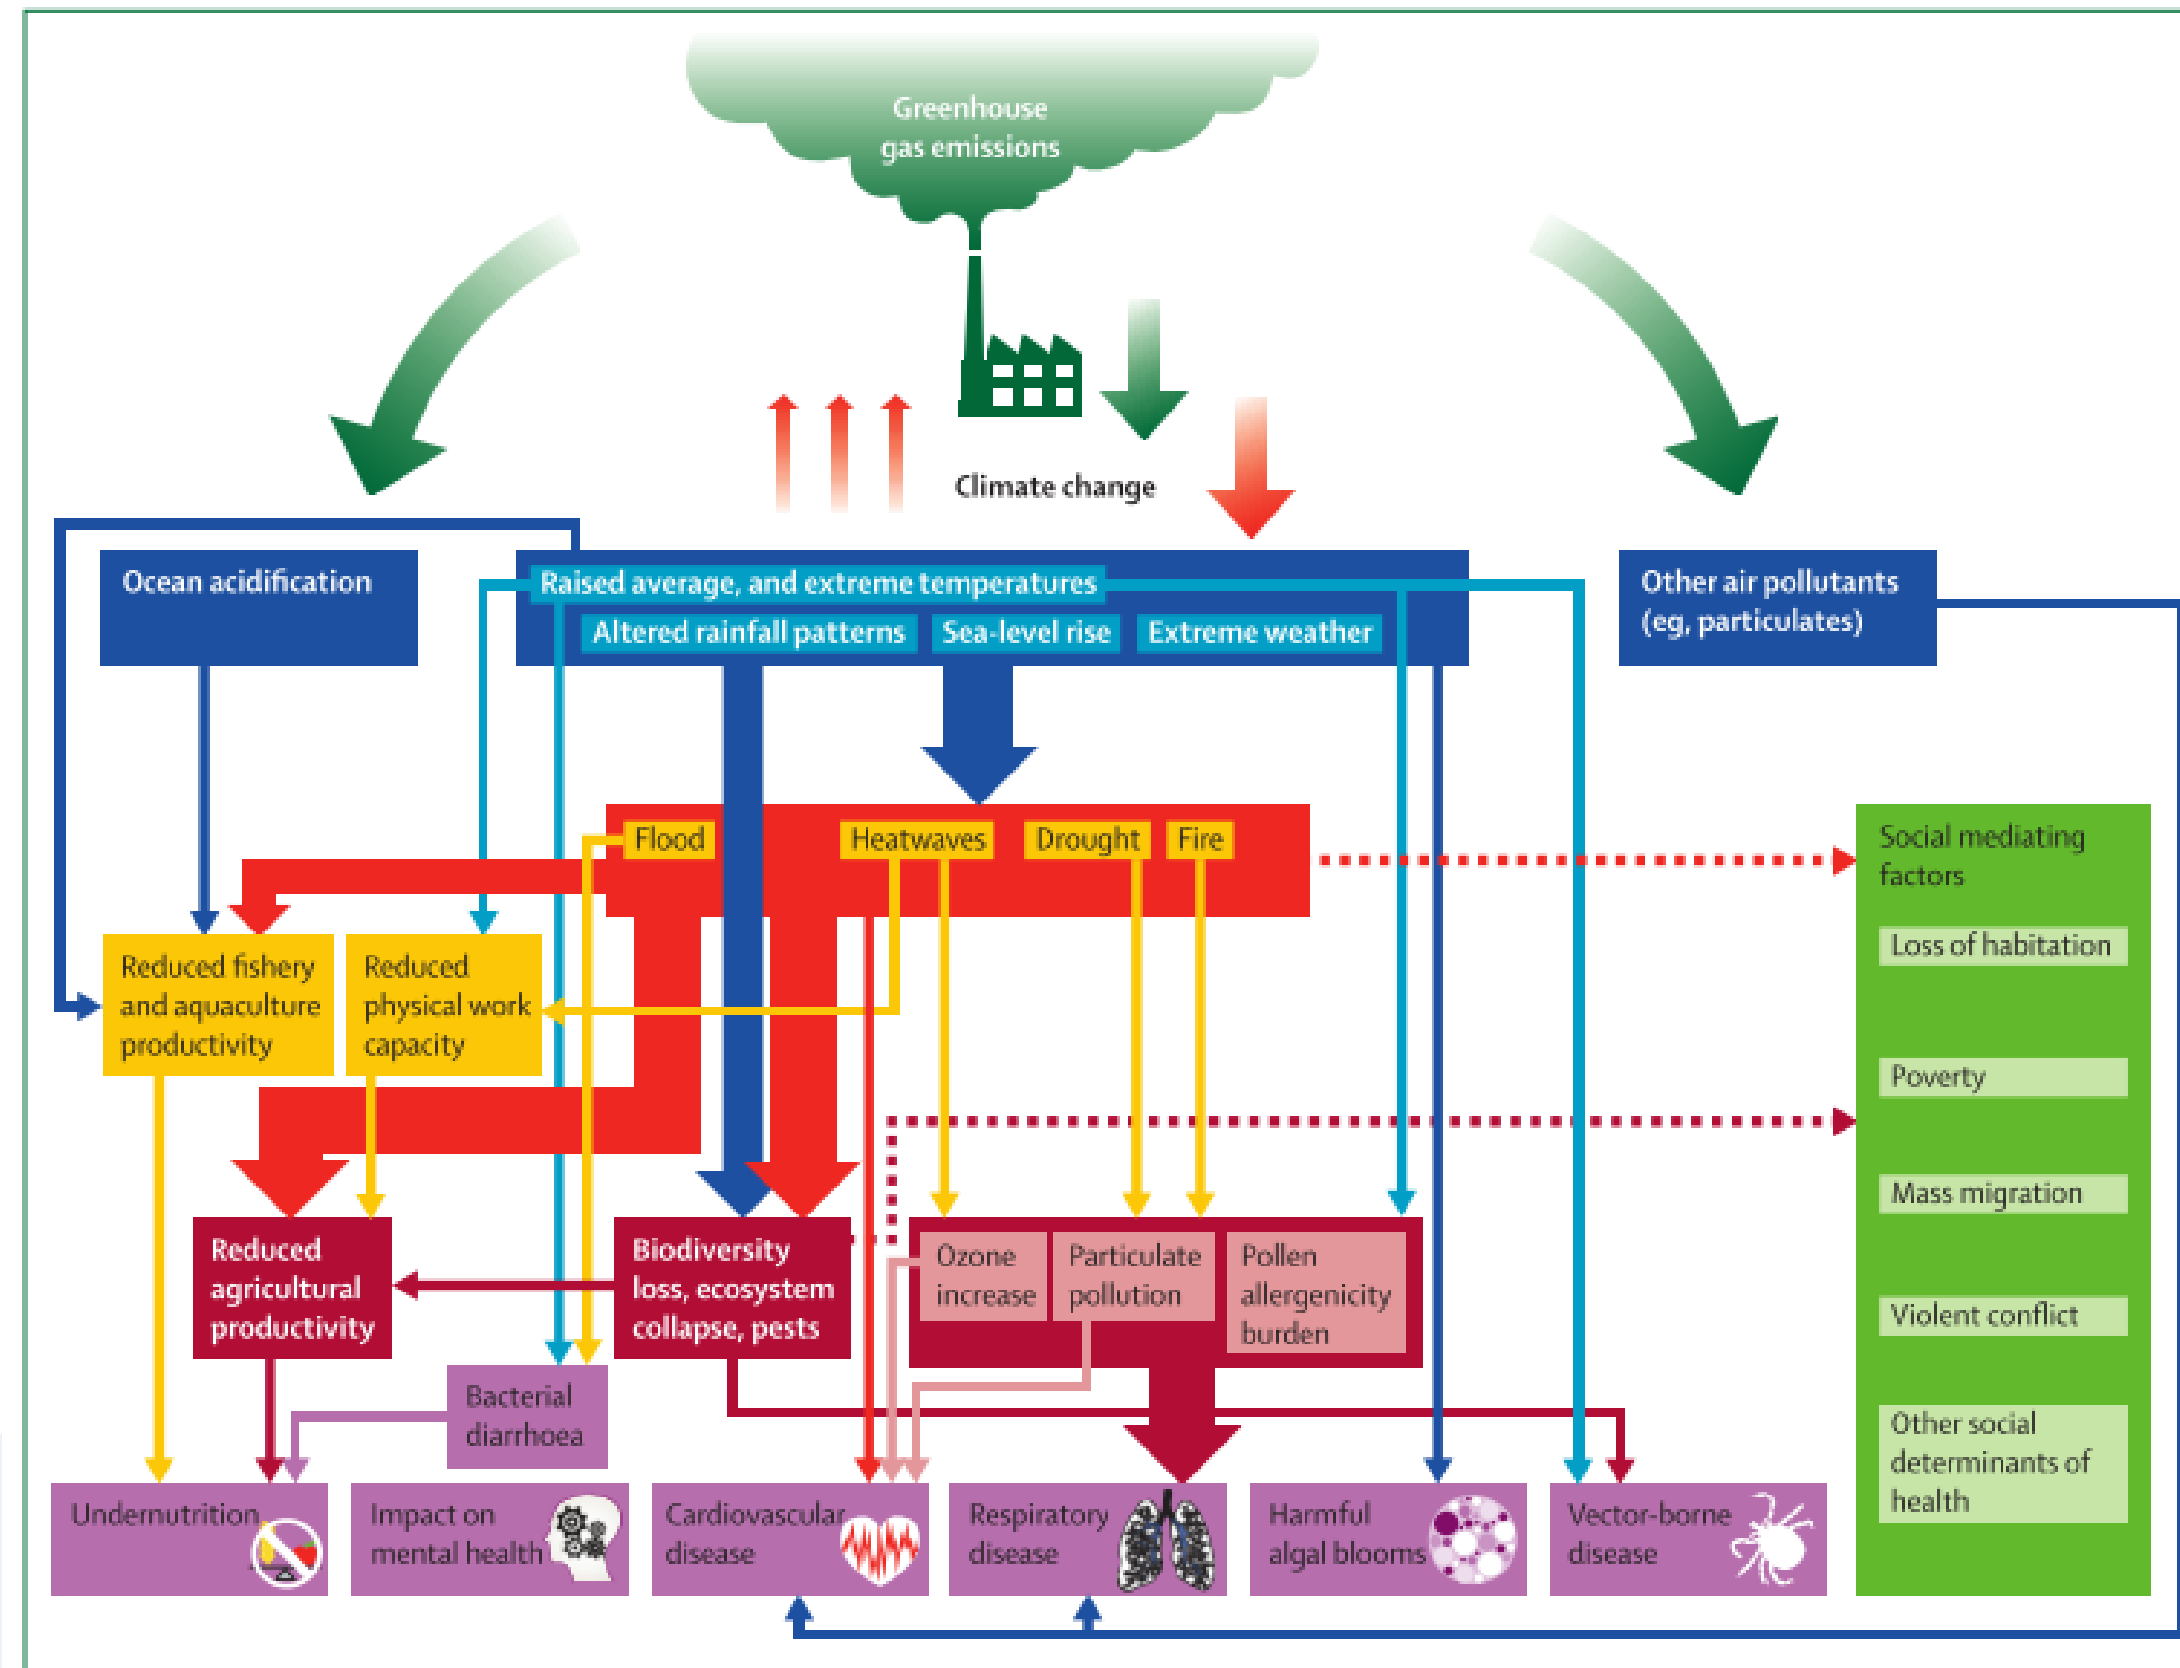 Greenhouse
gas emissions
Climate change
Ocean acidification
Raised average, and extreme temperatures
Altered rainfall patterns
Sea-level rise
Extreme weather
Other air pollutants
(eg, particulates)
Flood
Heatwaves
Drought
Fire
Social mediating
factors
Loss of habitation
Poverty
Mass migration
Violent conflict
Other social
determinants of
health
Reduced fishery
and aquaculture
productivity
Reduced
physical work
capacity
Reduced
agricultural
productivity
Biodiversity
loss, ecosystem
collapse, pests
Ozone
increase
Particulate
pollution
Pollen
allergenicity
burden
Bacterial
diarrhoea
Undernutrition
Impact on
mental health
Cardiovascular
disease
Respiratory
disease
Harmful
algal blooms
Vector-borne
disease